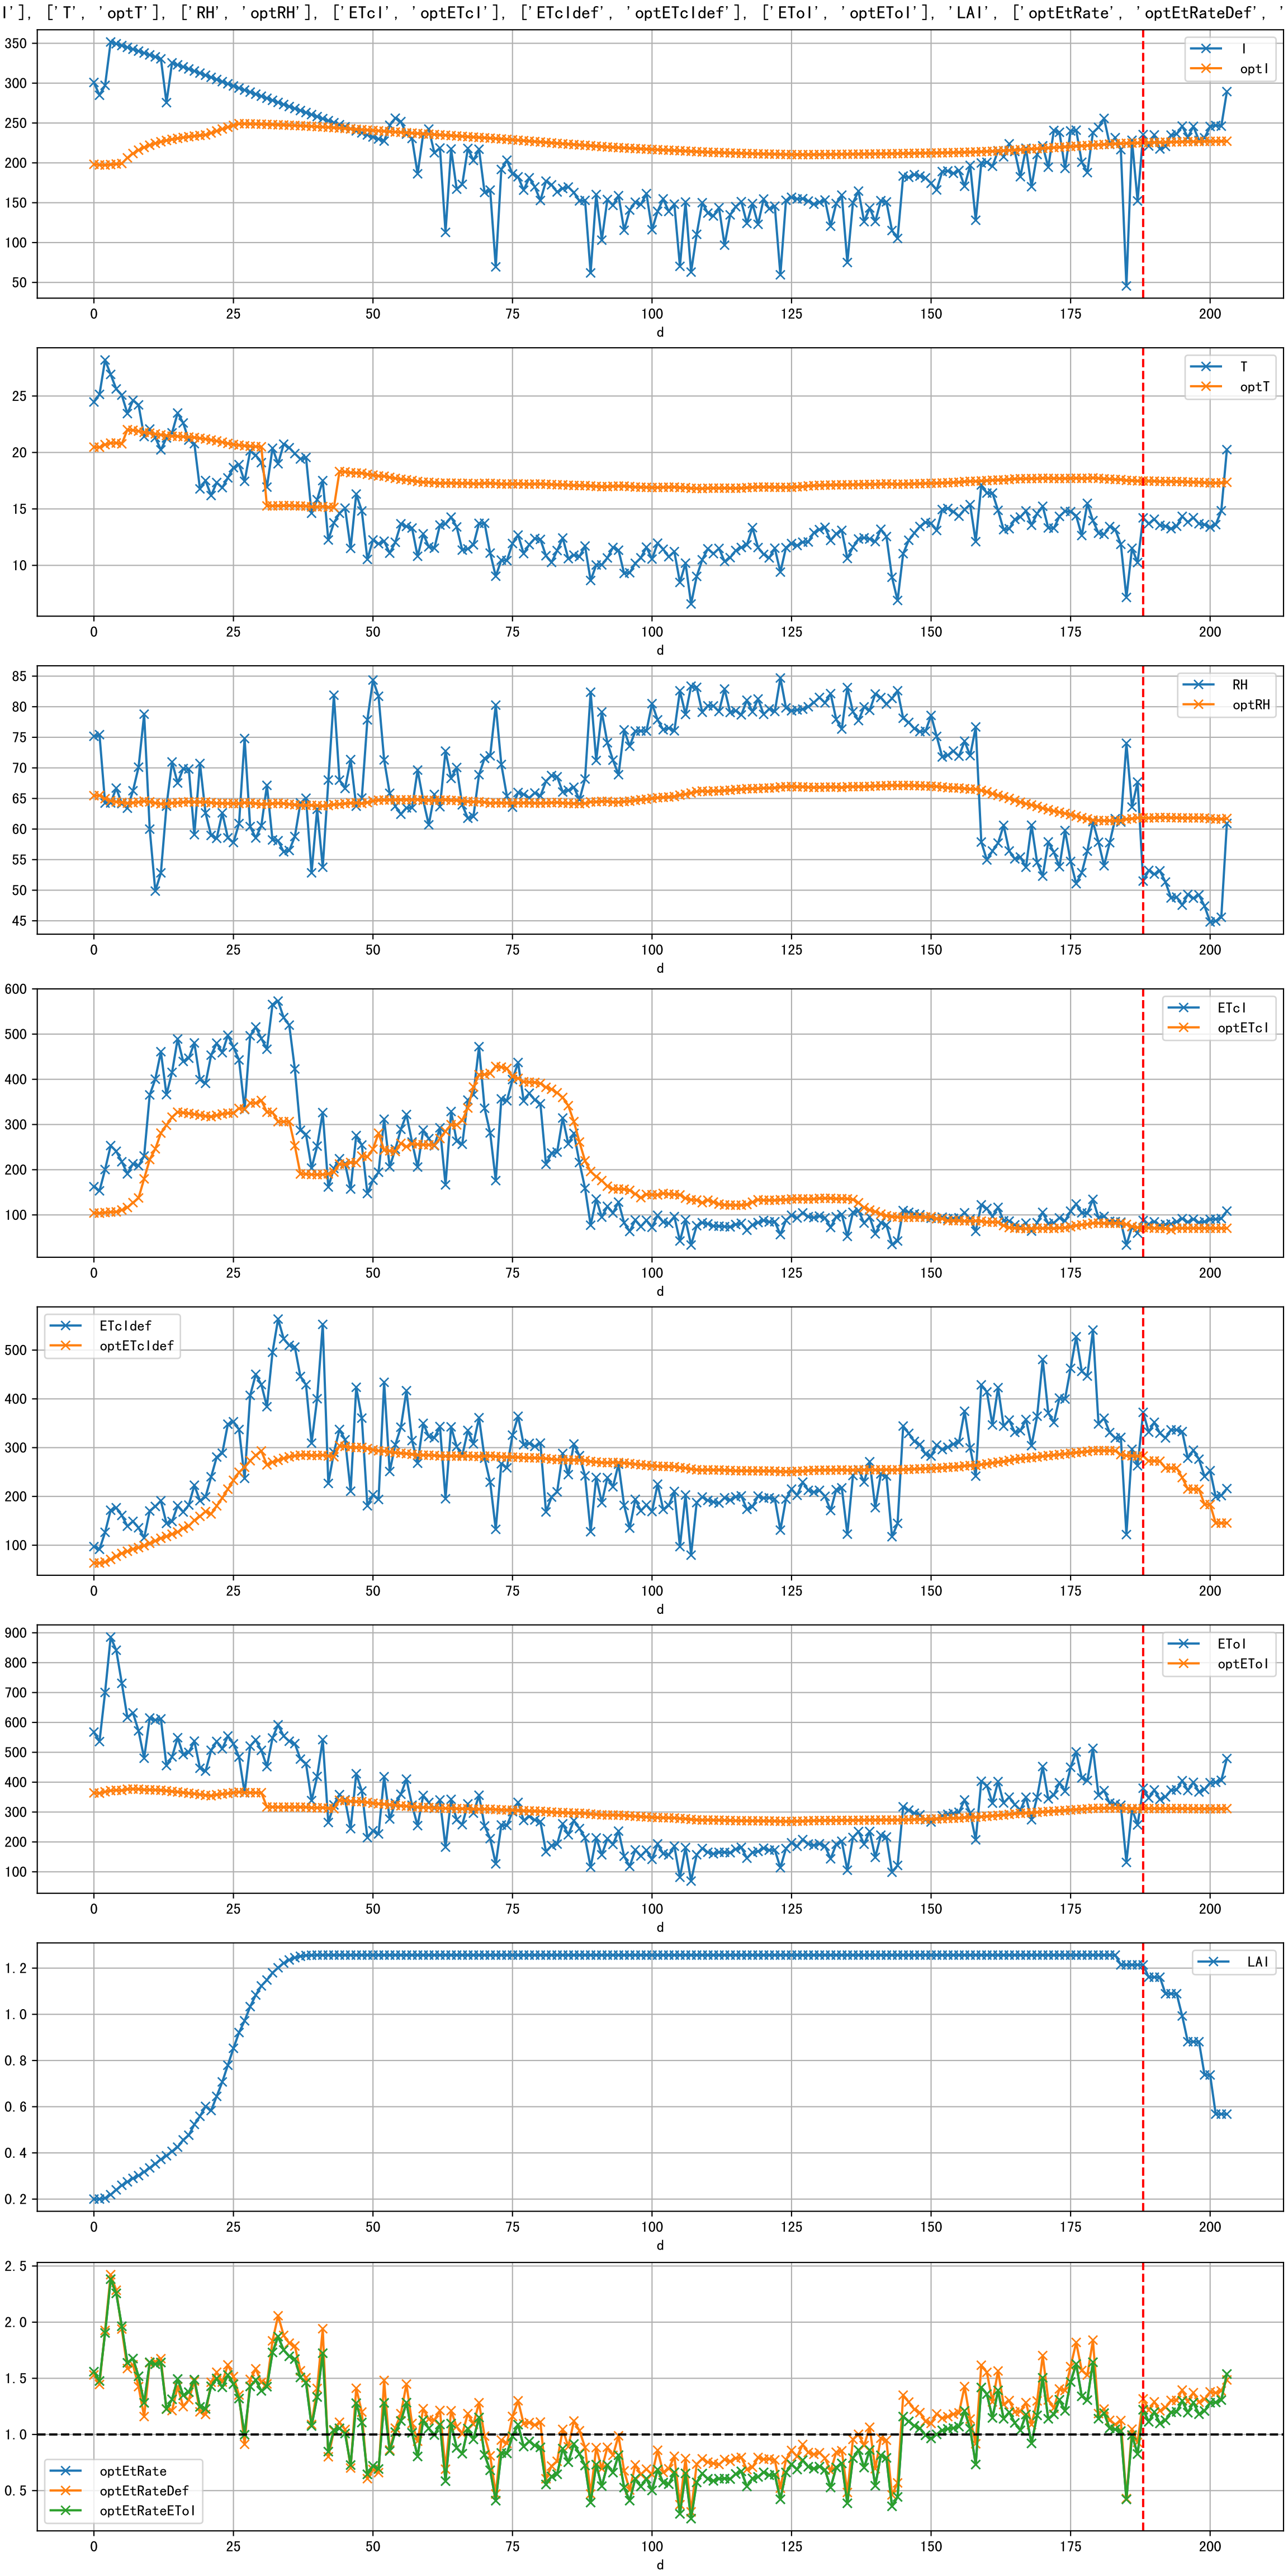 I'], ['T', 'optT'], ['RH', 'optRH'], ['ETcI', 'optETcI'], ['ETcIdef', 'optETcIdef'], ['EToI', 'optEToI'], 'LAI', ['optEtRate', 'optEtRateDef', '
350
300
250
200
150
100
50
I
optI
0 25 50 75 100 125 150 175 200
d
25
20
15
10
T
optT
0 25 50 75 100 125 150 175 200
d
85
80
75
70
65
60
55
50
45
RH
optRH
0 25 50 75 100 125 150 175 200
d
600
500
400
300
200
100
ETcI
optETcI
0 25 50 75 100 125 150 175 200
d
500
400
300
200
100
ETcIdef
optETcIdef
0 25 50 75 100 125 150 175 200
d
900
800
700
600
500
400
300
200
100
EToI
optEToI
0 25 50 75 100 125 150 175 200
d
1.2
1.0
0.8
0.6
0.4
0.2
LAI
0 25 50 75 100 125 150 175 200
d
2.5
2.0
1.5
1.0
0.5
optEtRate
optEtRateDef
optEtRateEToI
0 25 50 75 100 125 150 175 200
d